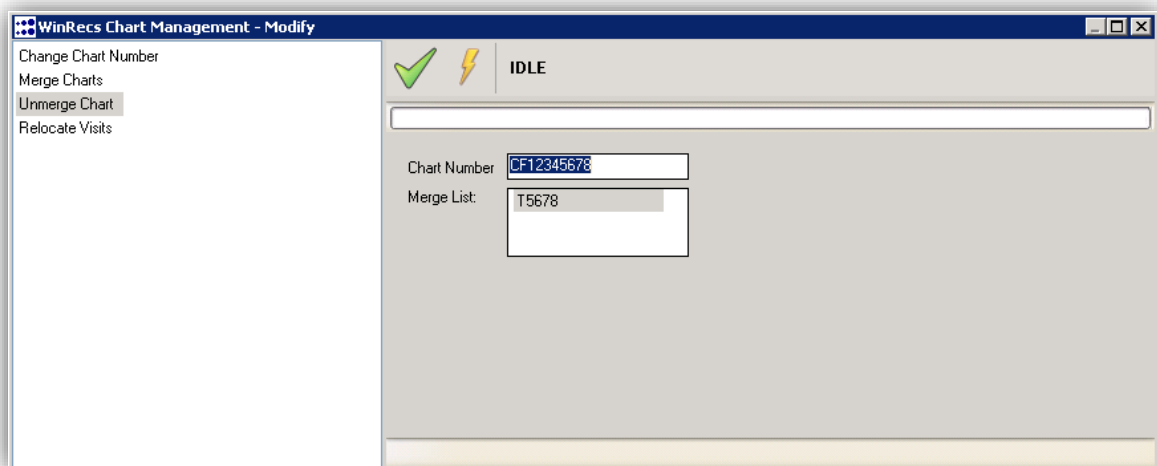 WinRecs Chart Management - Modify
Change Chart Number
Merge Charts
Unmerge Chart
Relocate Visits
IDLE
Chart Number CF12345678
Merge List: T5678